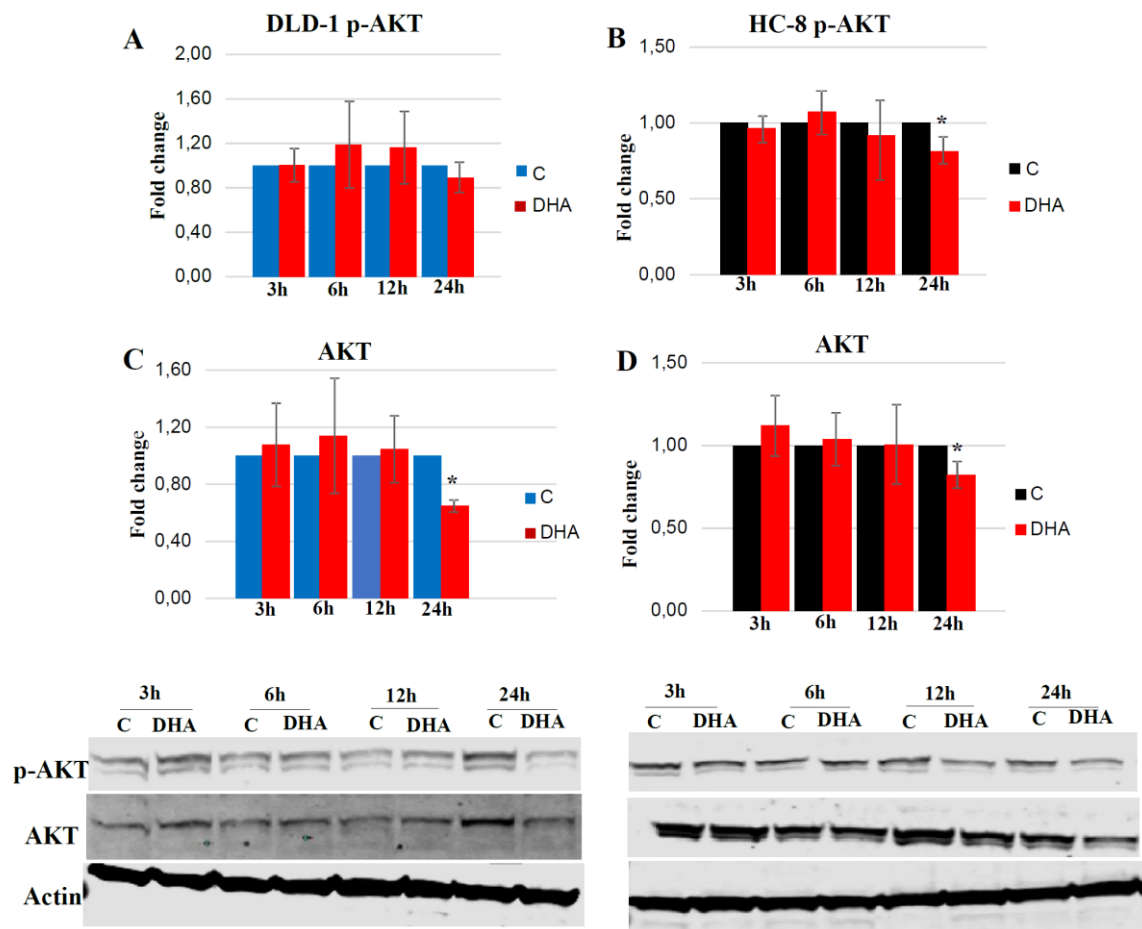 A
DLD-1 p-AKT
2,00
1,60
1,20
0,80
0,40
0,00
Fold change
3h 6h 12h 24h
C
DHA
B
HC-8 p-AKT
1,50
1,00
0,50
0,00
Fold change
*
3h 6h 12h 24h
C
DHA
C
AKT
1,60
1,20
0,80
0,40
0,00
Fold change
*
3h 6h 12h 24h
C
DHA
D
AKT
1,50
1,00
0,50
0,00
Fold change
*
3h 6h 12h 24h
C
DHA
3h 6h 12h 24h
C DHA C DHA C DHA C DHA
p-AKT
AKT
Actin
3h 6h 12h 24h
C DHA C DHA C DHA C DHA